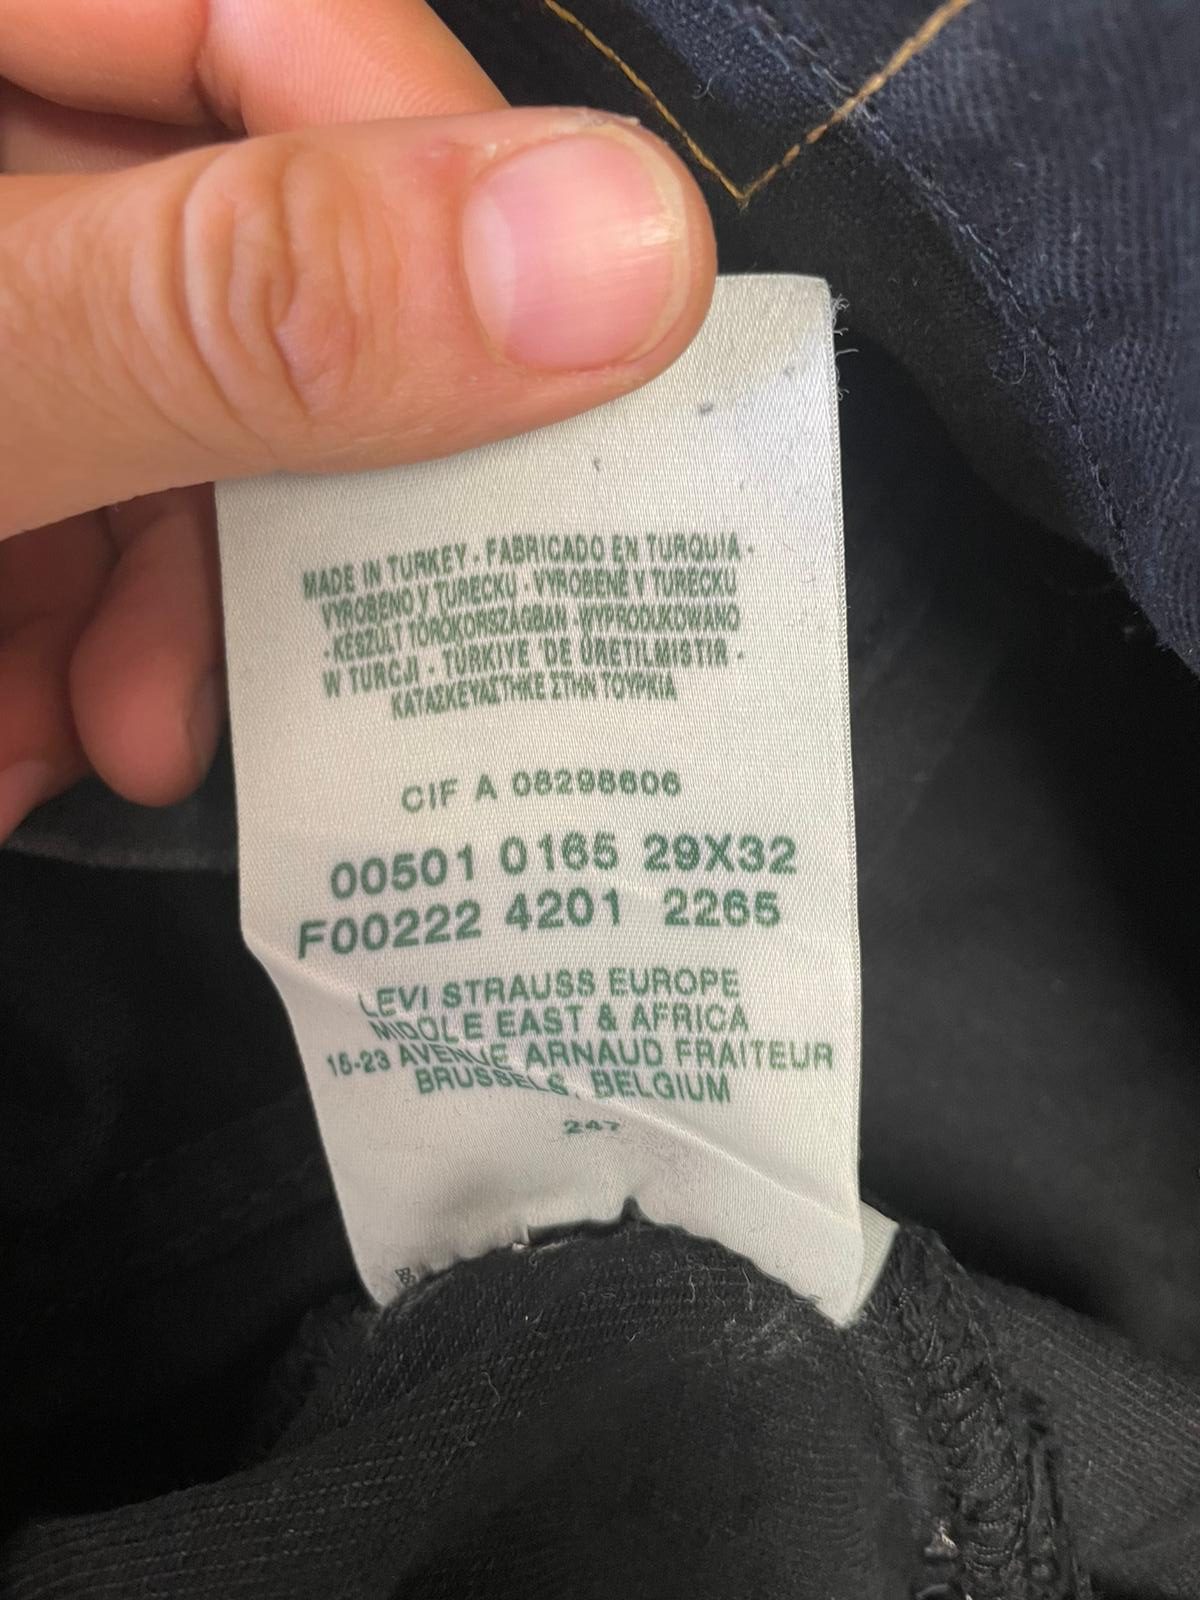 MADE IN TURKEY - FABRICADO EN TURQUIA -
VYROBENO V TURECKU - VYROBENÉ V TURECKU
- KÉSZÜLT TÖRÖKORSZÁGBAN - WYPRODUKOWANO
W TURCJI - TÜRKIYE 'DE ÜRETILMISTIR -
ΚΑΤΑΣΚΕΥΑΣΤΗΚΕ ΣΤΗΝ ΤΟΥΡΚΙΑ
CIF A 08298606
00501 0165 29X32
F00222 4201 2265
LEVI STRAUSS EUROPE
MIDDLE EAST & AFRICA
15-23 AVENUE ARNAUD FRAITEUR
BRUSSELS, BELGIUM
247